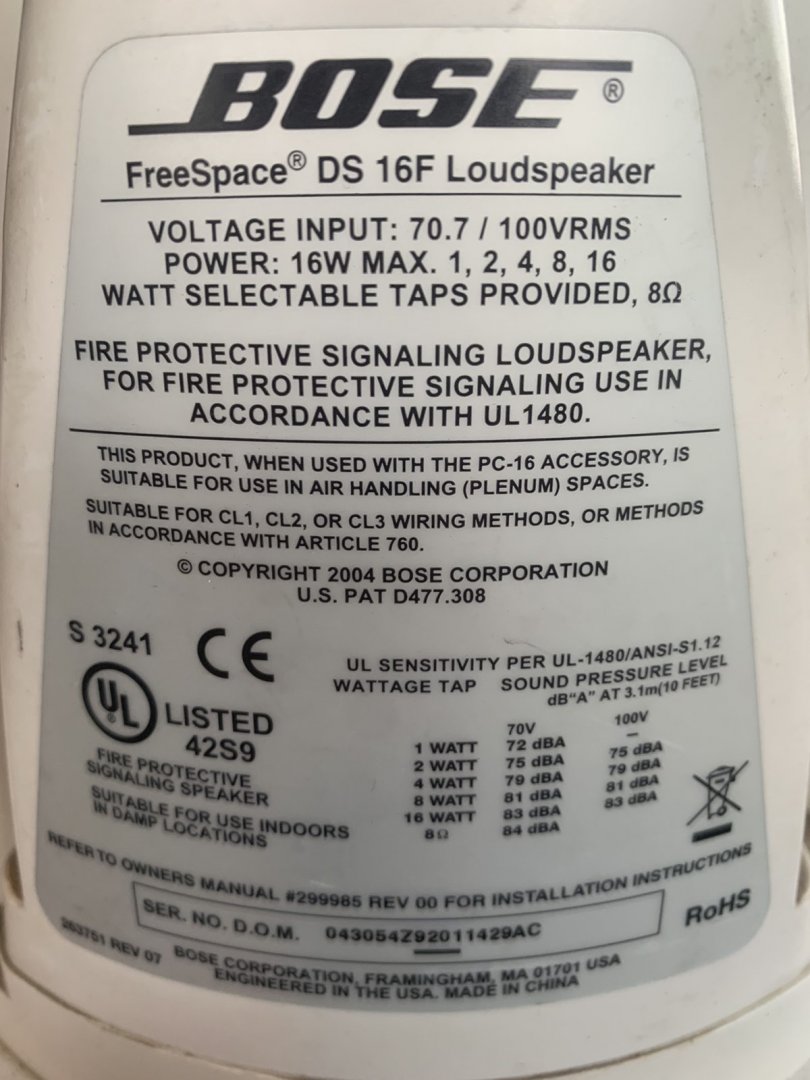 BOSE®
FreeSpace® DS 16F Loudspeaker
VOLTAGE INPUT: 70.7 / 100VRMS
POWER: 16W MAX. 1, 2, 4, 8, 16
WATT SELECTABLE TAPS PROVIDED, 8Ω
FIRE PROTECTIVE SIGNALING LOUDSPEAKER,
FOR FIRE PROTECTIVE SIGNALING USE IN
ACCORDANCE WITH UL1480.
THIS PRODUCT, WHEN USED WITH THE PC-16 ACCESSORY, IS
SUITABLE FOR USE IN AIR HANDLING (PLENUM) SPACES.
SUITABLE FOR CL1, CL2, OR CL3 WIRING METHODS, OR METHODS
IN ACCORDANCE WITH ARTICLE 760.
© COPYRIGHT 2004 BOSE CORPORATION
U.S. PAT D477.308
S 3241
CE
UL®
LISTED
42S9
FIRE PROTECTIVE
SIGNALING SPEAKER
SUITABLE FOR USE INDOORS
IN DAMP LOCATIONS
UL SENSITIVITY PER UL-1480/ANSI-S1.12
WATTAGE TAP SOUND PRESSURE LEVEL
dB"A" AT 3.1m(10 FEET)
70V 100V
1 WATT 72 dBA –
2 WATT 75 dBA 75 dBA
4 WATT 79 dBA 79 dBA
8 WATT 81 dBA 81 dBA
16 WATT 83 dBA 83 dBA
8Ω 84 dBA
REFER TO OWNERS MANUAL #299985 REV 00 FOR INSTALLATION INSTRUCTIONS
SER. NO. D.O.M. 043054Z92011429AC
RoHS
263751 REV 07
BOSE CORPORATION, FRAMINGHAM, MA 01701 USA
ENGINEERED IN THE USA. MADE IN CHINA